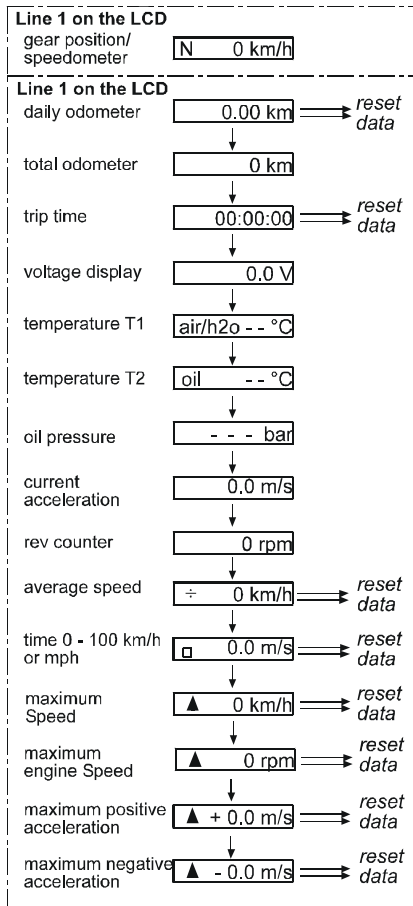 Line 1 on the LCD
gear position/
speedometer
N 0 km/h
Line 1 on the LCD
daily odometer
0.00 km
reset
data
total odometer
0 km
trip time
00:00:00
reset
data
voltage display
0.0 V
temperature T1
air/h2o - - °C
temperature T2
oil - - °C
oil pressure
- - - bar
current
acceleration
0.0 m/s
rev counter
0 rpm
average speed
÷ 0 km/h
reset
data
time 0 - 100 km/h
or mph
0.0 m/s
reset
data
maximum
Speed
▲ 0 km/h
reset
data
maximum
engine Speed
▲ 0 rpm
reset
data
maximum positive
acceleration
▲ + 0.0 m/s
reset
data
maximum negative
acceleration
▲ - 0.0 m/s
reset
data